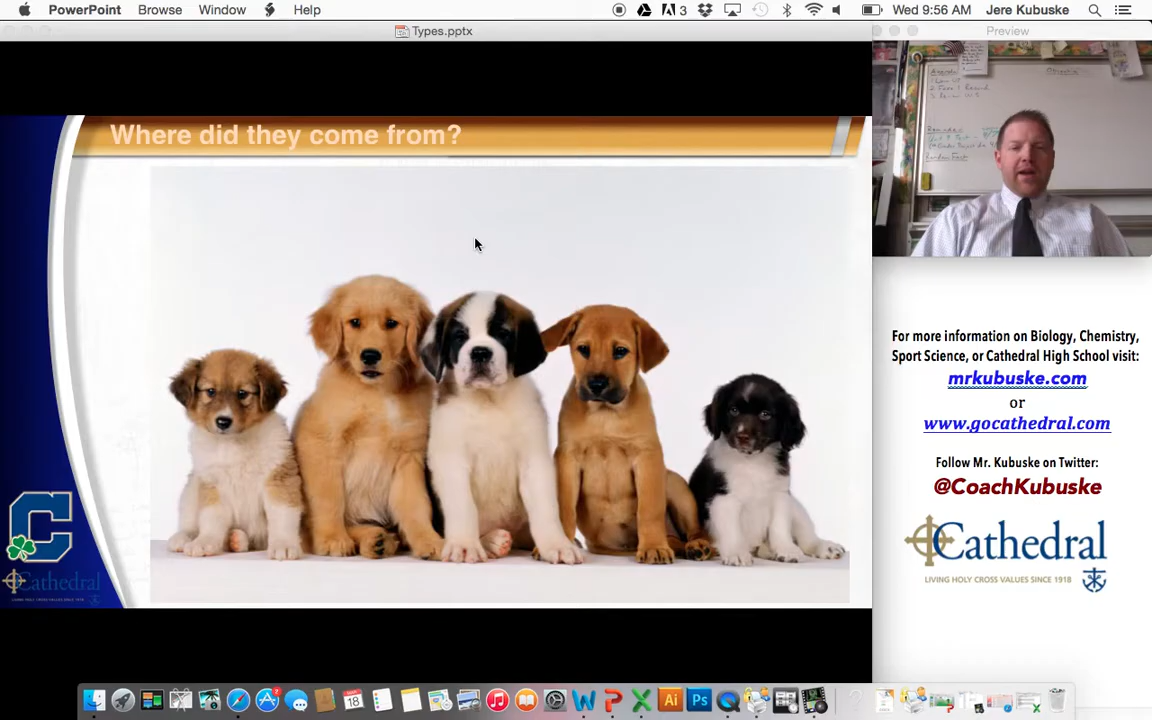 PowerPoint Browse Window Help
3
Wed 9:56 AM Jere Kubuske
Types.pptx
Preview
Where did they come from?
For more information on Biology, Chemistry,
Sport Science, or Cathedral High School visit:
mrkubuske.com
or
www.gocathedral.com
Follow Mr. Kubuske on Twitter:
@CoachKubuske
Cathedral
LIVING HOLY CROSS VALUES SINCE 1918
C
Cathedral
18